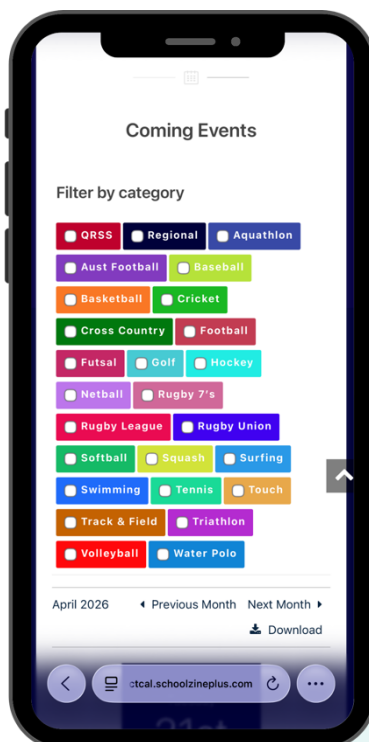 Coming Events
Filter by category
QRSS Regional Aquathlon
Aust Football Baseball
Basketball Cricket
Cross Country Football
Futsal Golf Hockey
Netball Rugby 7's
Rugby League Rugby Union
Softball Squash Surfing
Swimming Tennis Touch
Track & Field Triathlon
Volleyball Water Polo
April 2026 Previous Month Next Month
Download
ctcal.schoolzineplus.com
21st